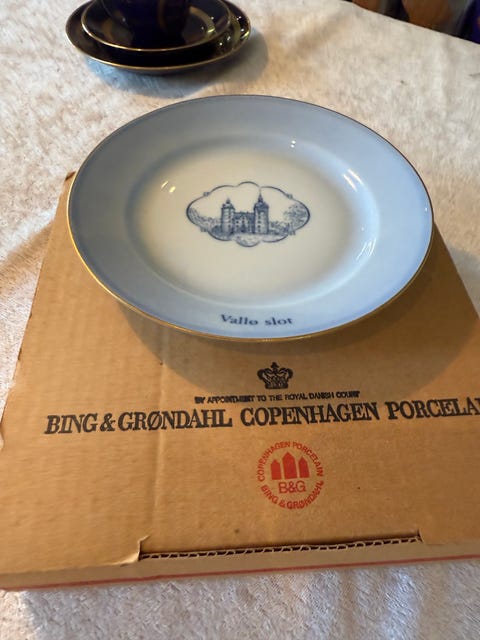 Vallø slot
BY APPOINTMENT TO THE ROYAL DANISH COURT
BING & GRØNDAHL COPENHAGEN PORCELAI
COPENHAGEN PORCELAIN
B&G
BING & GRØNDAHL